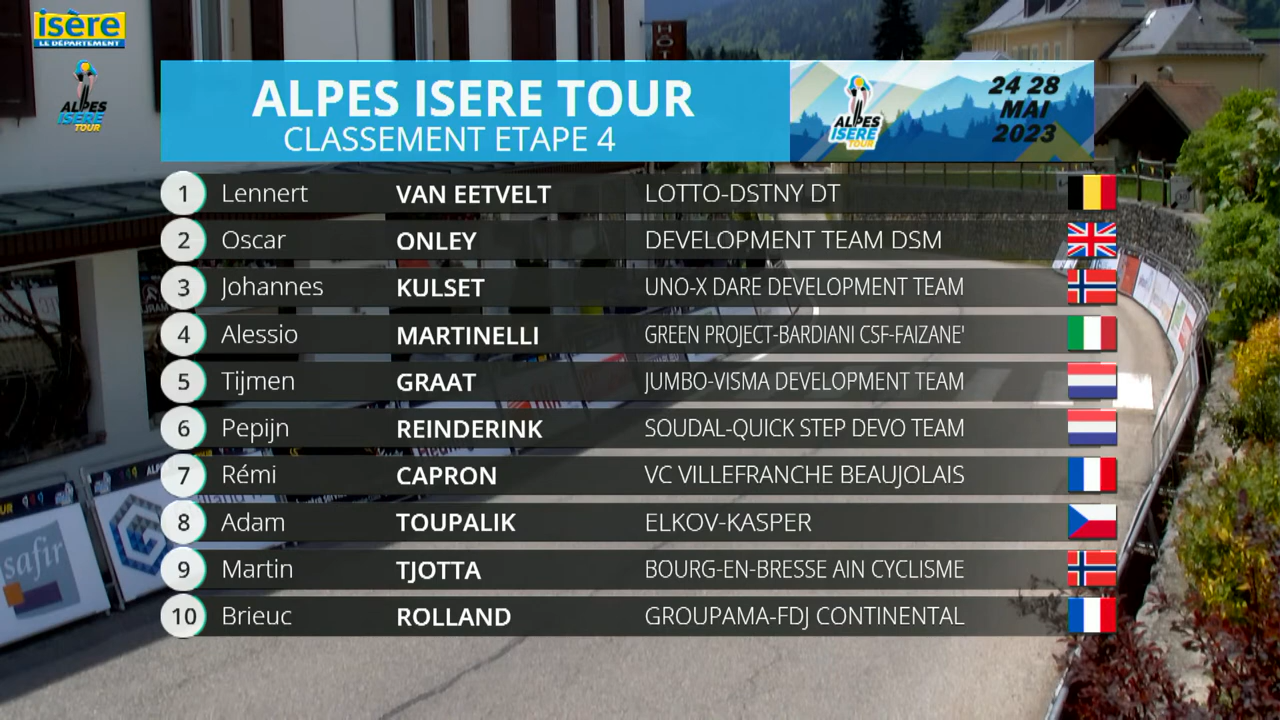 isère
LE DÉPARTEMENT
ALPES
ISERE
TOUR
HOT
ALPES ISERE TOUR
CLASSEMENT ETAPE 4
ALPES
ISERE
TOUR
24 28
MAI
2023
1 Lennert VAN EETVELT LOTTO-DSTNY DT
2 Oscar ONLEY DEVELOPMENT TEAM DSM
3 Johannes KULSET UNO-X DARE DEVELOPMENT TEAM
4 Alessio MARTINELLI GREEN PROJECT-BARDIANI CSF-FAIZANE'
5 Tijmen GRAAT JUMBO-VISMA DEVELOPMENT TEAM
6 Pepijn REINDERINK SOUDAL-QUICK STEP DEVO TEAM
7 Rémi CAPRON VC VILLEFRANCHE BEAUJOLAIS
8 Adam TOUPALIK ELKOV-KASPER
9 Martin TJOTTA BOURG-EN-BRESSE AIN CYCLISME
10 Brieuc ROLLAND GROUPAMA-FDJ CONTINENTAL
safir